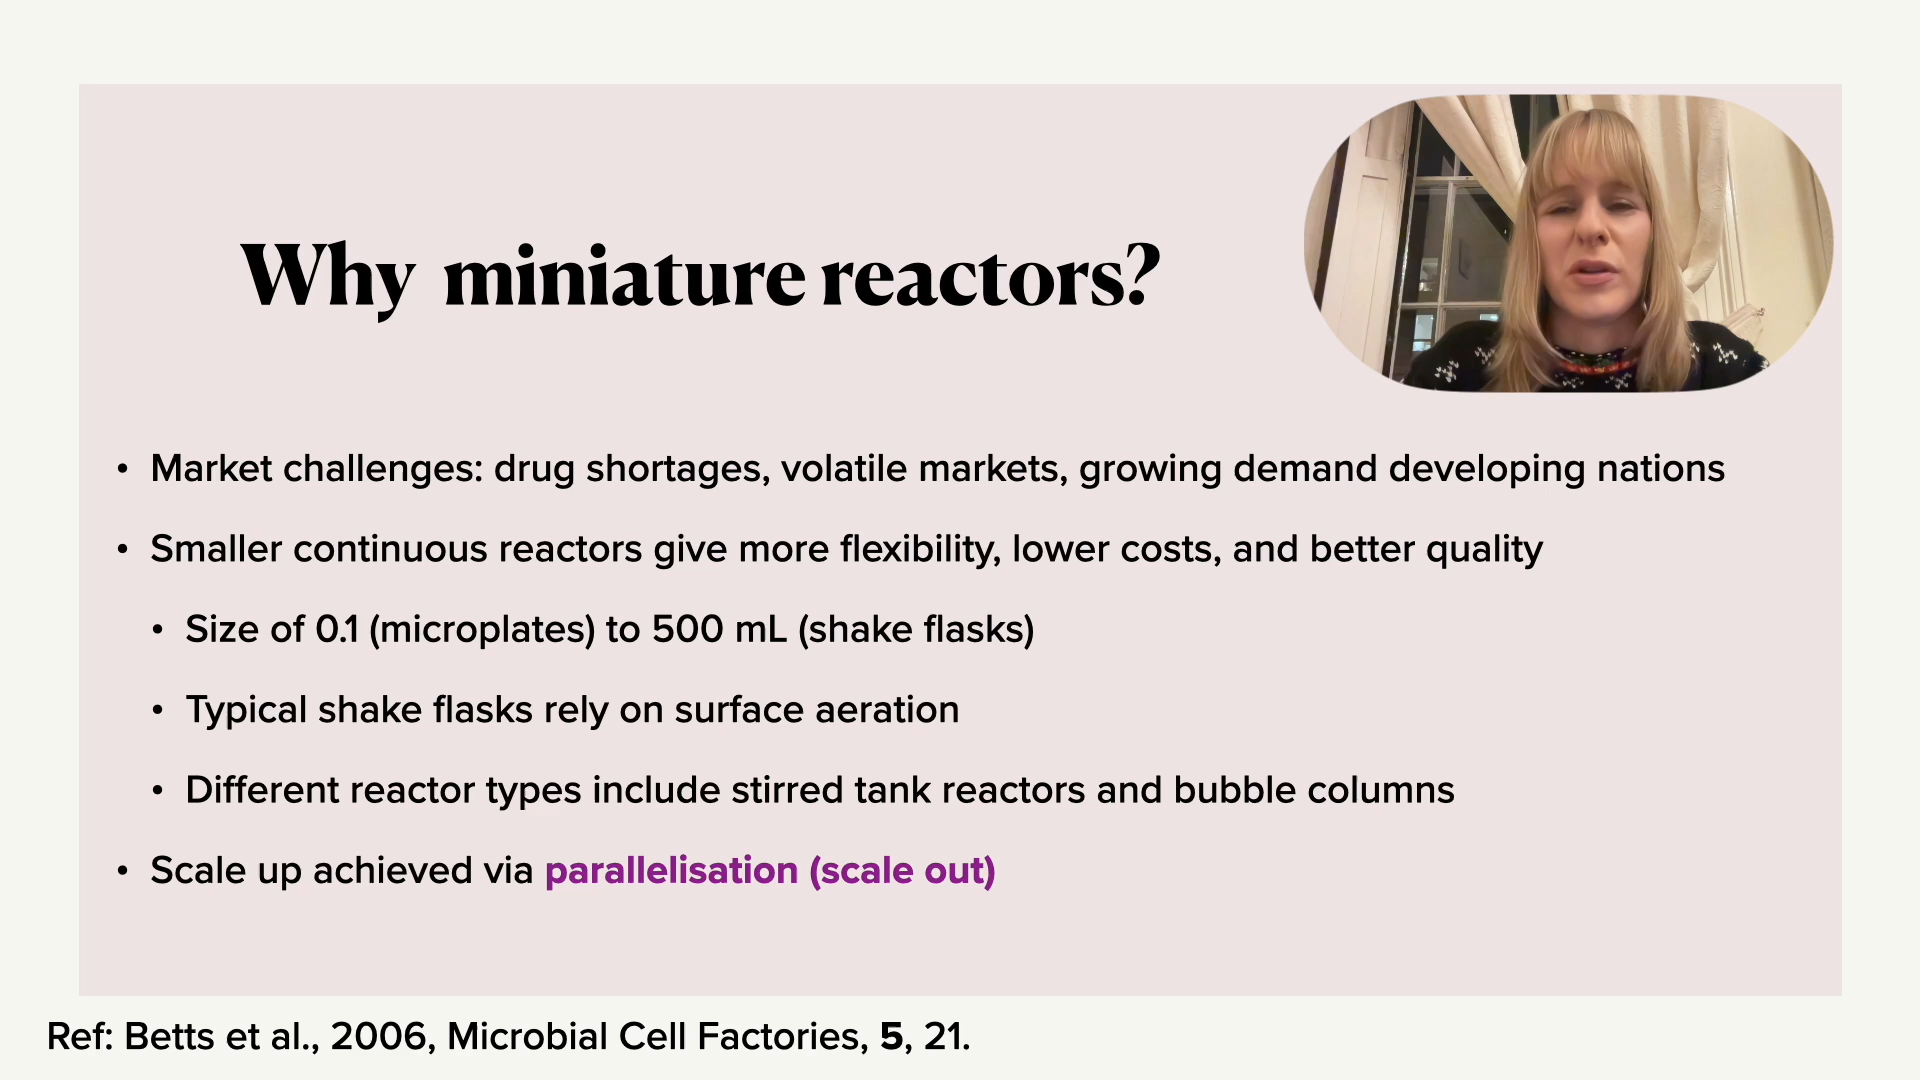 Why miniature reactors?
• Market challenges: drug shortages, volatile markets, growing demand developing nations
• Smaller continuous reactors give more flexibility, lower costs, and better quality
• Size of 0.1 (microplates) to 500 mL (shake flasks)
• Typical shake flasks rely on surface aeration
• Different reactor types include stirred tank reactors and bubble columns
• Scale up achieved via parallelisation (scale out)
Ref: Betts et al., 2006, Microbial Cell Factories, 5, 21.